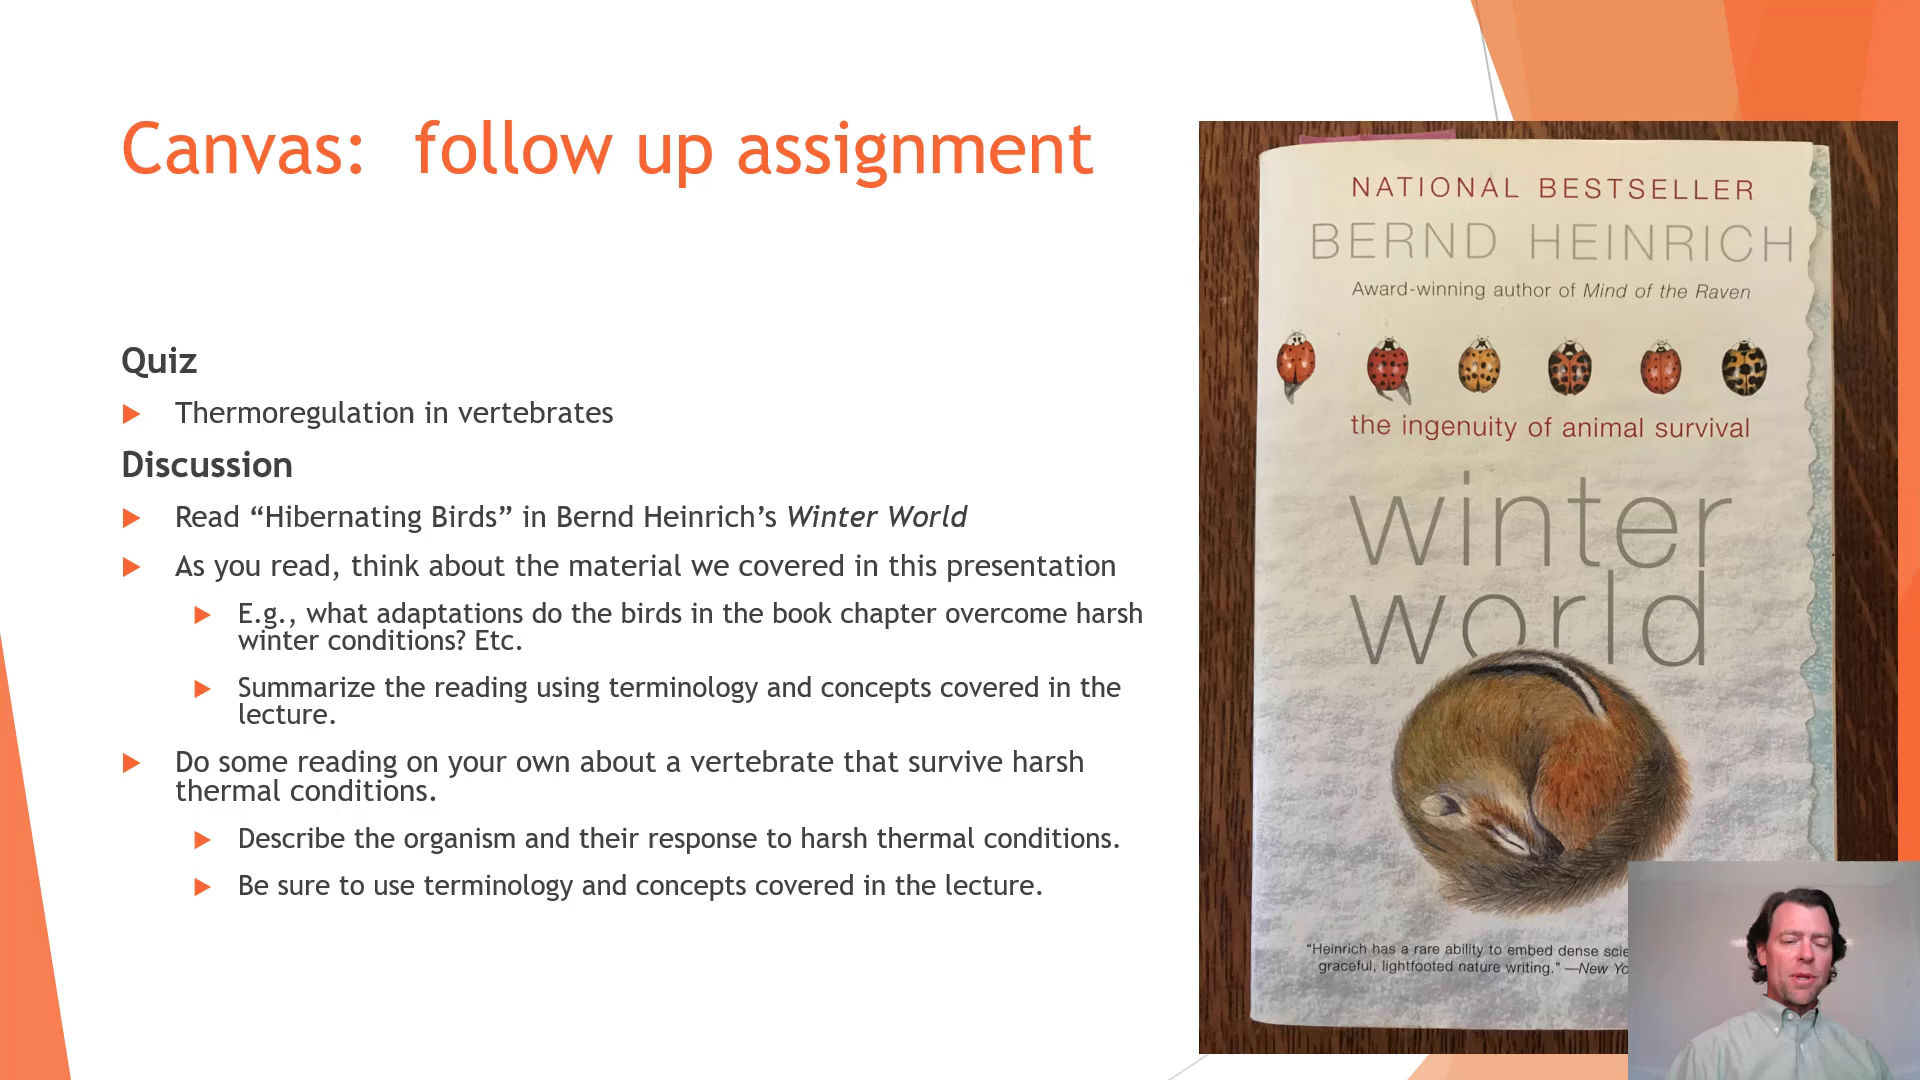 Canvas:  follow up assignment
Quiz
Thermoregulation in vertebrates
Discussion
Read “Hibernating Birds” in Bernd Heinrich’s Winter World
As you read, think about the material we covered in this presentation
E.g., what adaptations do the birds in the book chapter overcome harsh
winter conditions? Etc.
Summarize the reading using terminology and concepts covered in the
lecture.
Do some reading on your own about a vertebrate that survive harsh
thermal conditions.
Describe the organism and their response to harsh thermal conditions.
Be sure to use terminology and concepts covered in the lecture.
NATIONAL BESTSELLER
BERND HEINRICH
Award-winning author of Mind of the Raven
the ingenuity of animal survival
winter
world
“Heinrich has a rare ability to embed dense
graceful, lightfooted nature writing.” —New